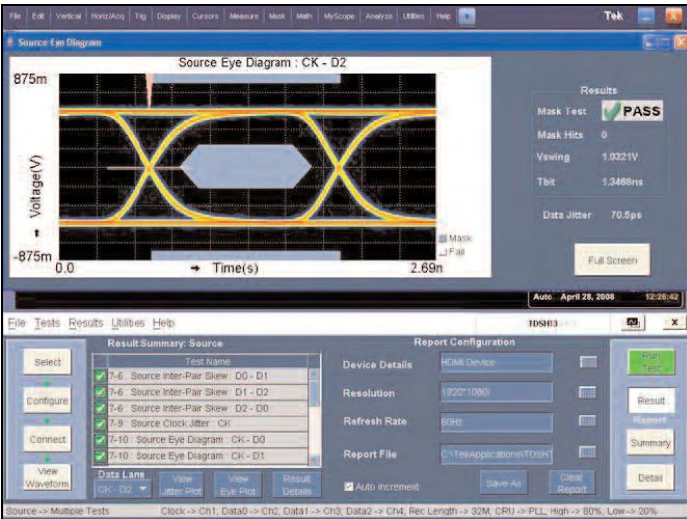 File Edit Vertical Horiz/Acq Trig Display Cursors Measure Mask Math MyScope Analyze Utilities Help
Tek
Source Eye Diagram
Source Eye Diagram : CK - D2
875m
Voltage(V)
-875m
0.0
Time(s)
2.69n
Mask
Fail
Results
Mask Test PASS
Mask Hits 0
Vswing 1.0321V
Tbit 1.3468ns
Data Jitter 70.5ps
Full Screen
Auto April 28, 2008 12:26:42
File Tests Results Utilities Help
TDSHT3
x
Select
Configure
Connect
View Waveform
Result Summary: Source
Test Name
7-6 : Source Inter-Pair Skew : D0 - D1
7-6 : Source Inter-Pair Skew : D1 - D2
7-6 : Source Inter-Pair Skew : D2 - D0
7-9 : Source Clock Jitter : CK
7-10 : Source Eye Diagram : CK - D0
7-10 : Source Eye Diagram : CK - D1
Data Lane
CK - D2
View Jitter Plot
View Eye Plot
Result Details
Report Configuration
Device Details HDMI Device
Resolution (1920*1080)
Refresh Rate 60Hz
Report File C:\TekApplications\TDSHT
Auto Increment
Save As
Clear Report
Run Test
Result
Report
Summary
Detail
Source -> Multiple Tests
Clock -> Ch1, Data0 -> Ch2, Data1 -> Ch3, Data2 -> Ch4, Rec Length -> 32M, CRU -> PLL, High -> 80%, Low -> 20%